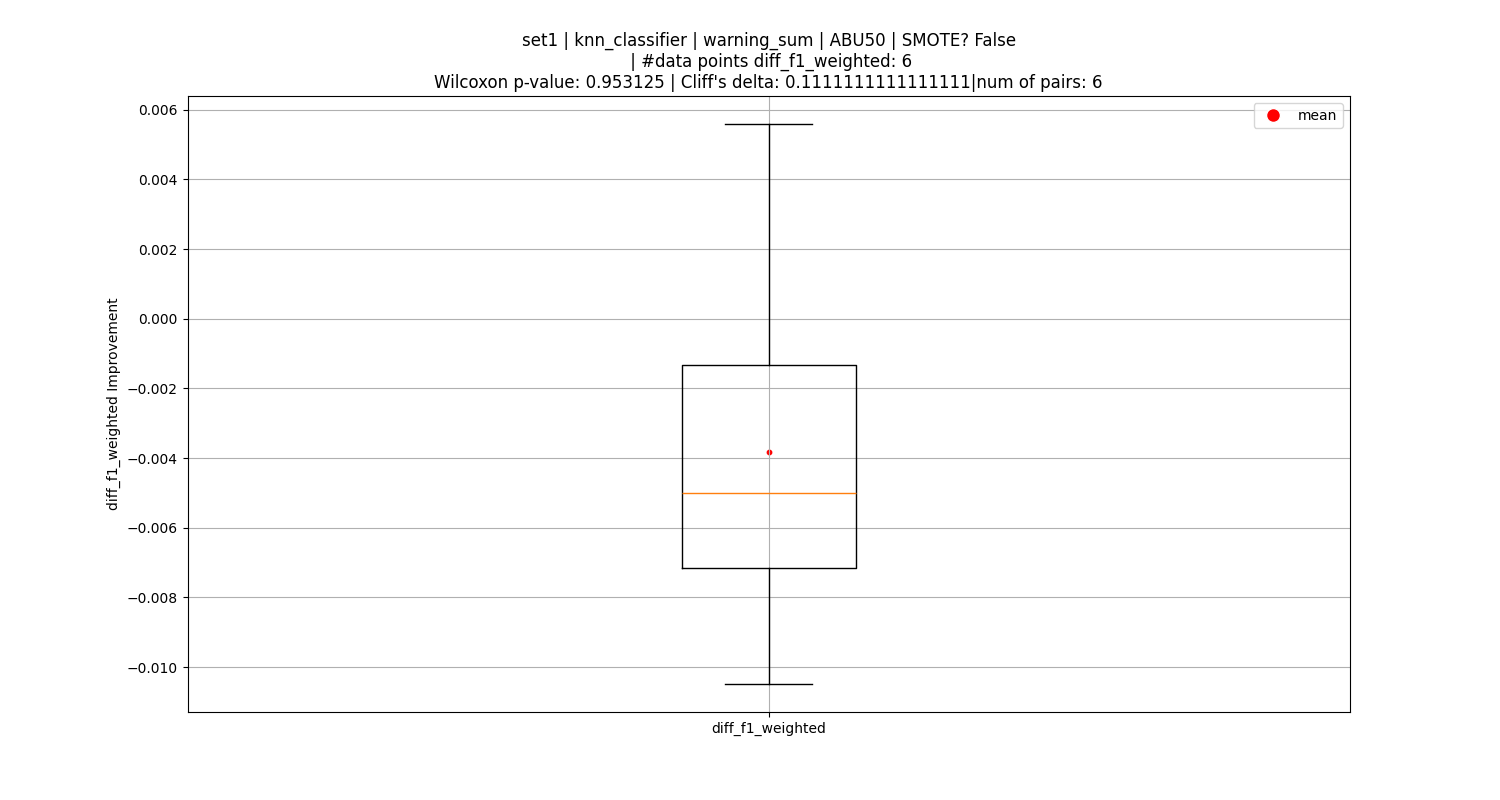 set1 | knn_classifier | warning_sum | ABU50 | SMOTE? False
| #data points diff_f1_weighted: 6
Wilcoxon p-value: 0.953125 | Cliff's delta: 0.1111111111111111|num of pairs: 6
mean
0.006
0.004
0.002
0.000
−0.002
−0.004
−0.006
−0.008
−0.010
diff_f1_weighted Improvement
diff_f1_weighted